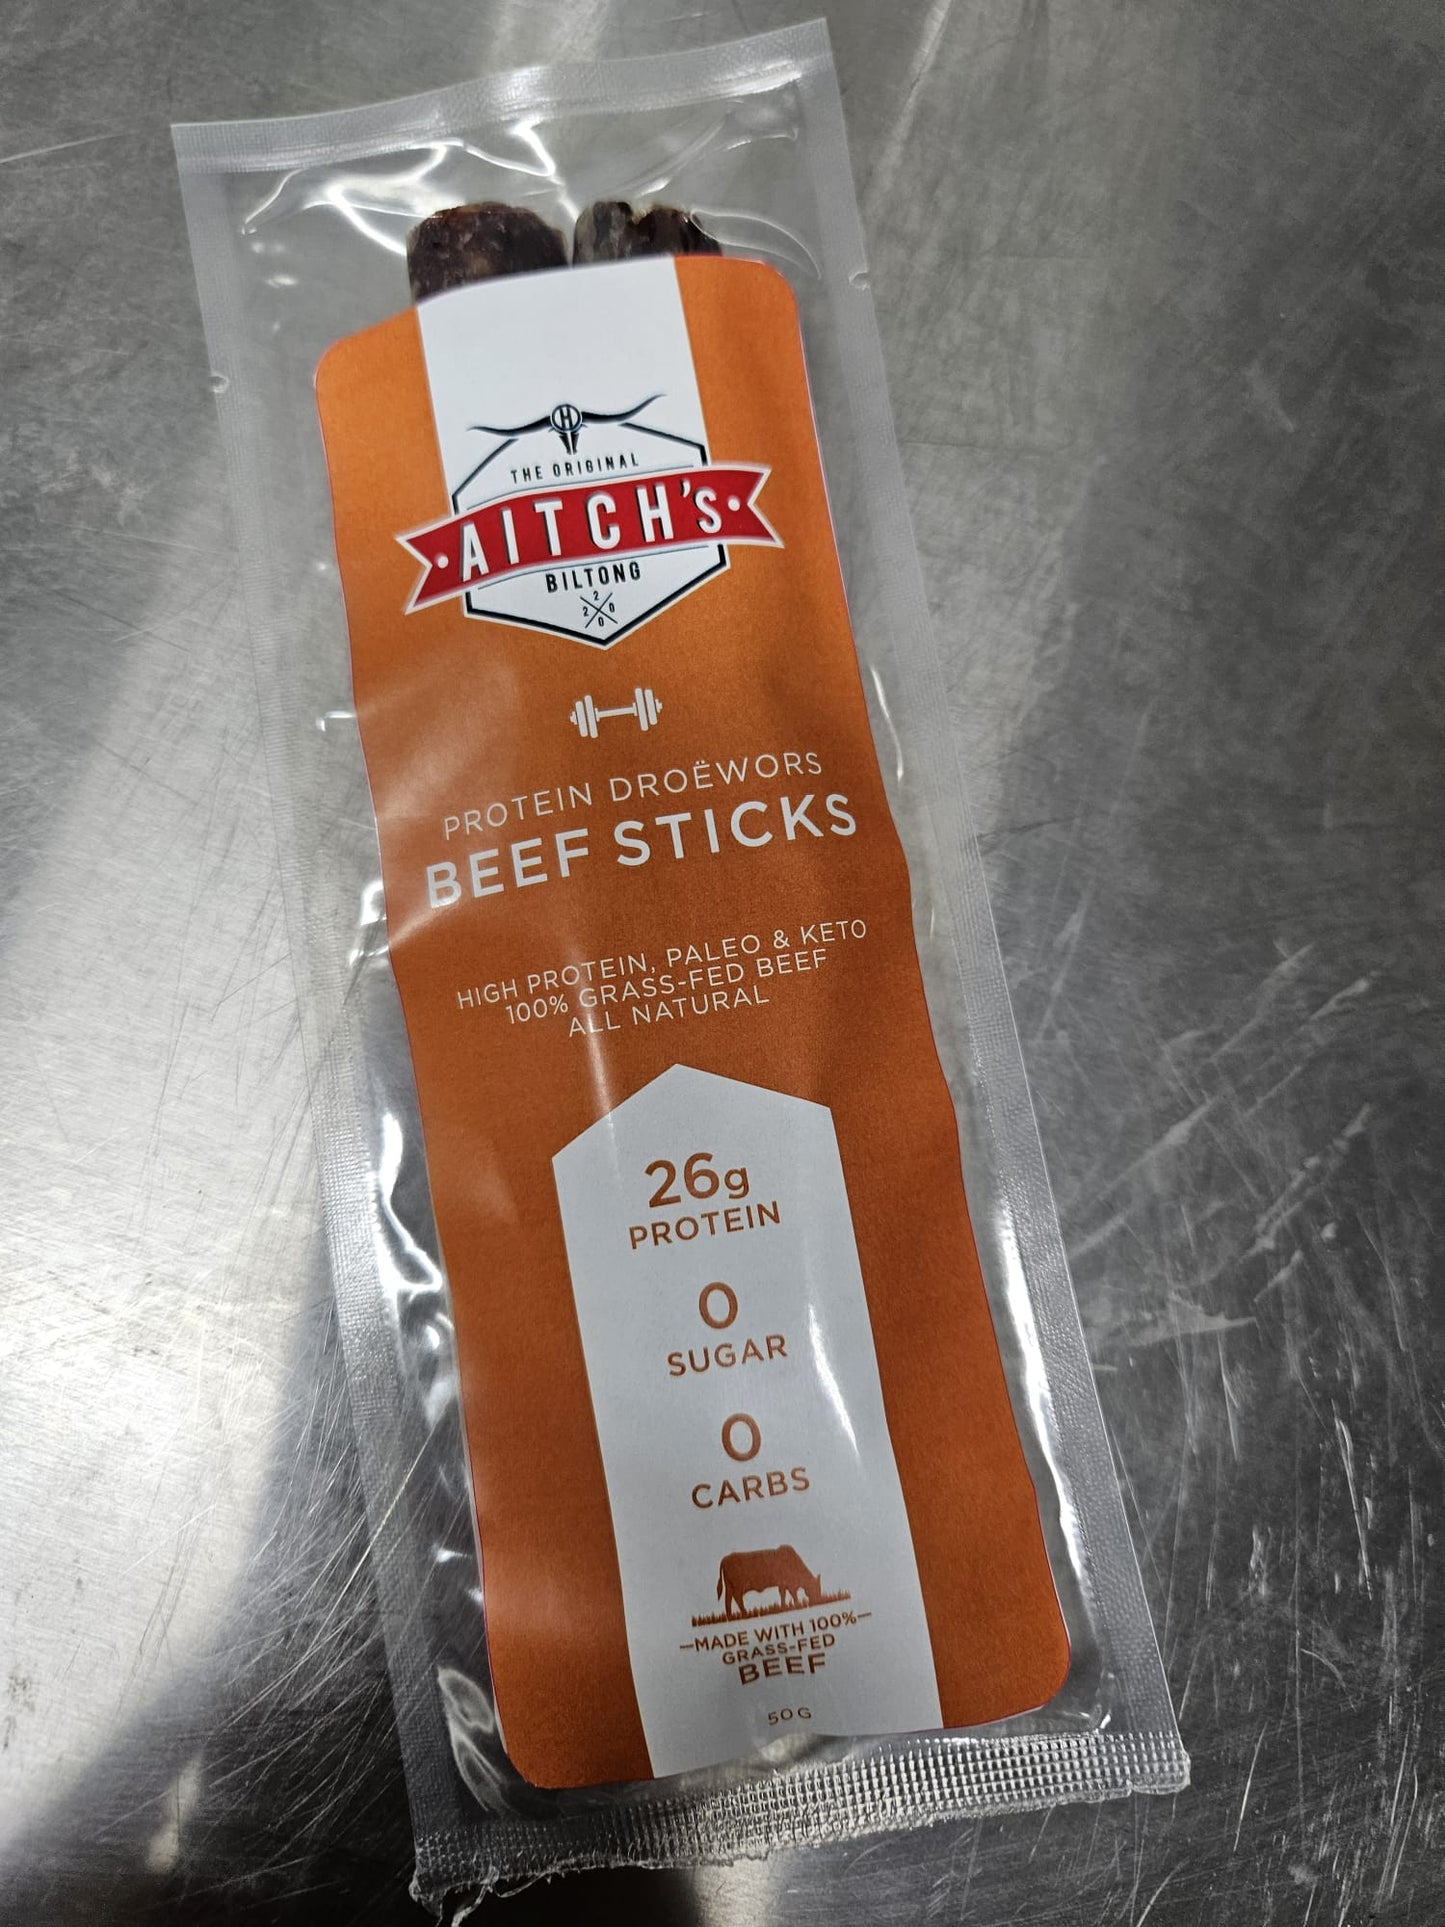 H
THE ORIGINAL
AITCH'S
BILTONG
2
2 0
0
PROTEIN DROËWORS
BEEF STICKS
HIGH PROTEIN, PALEO & KETO
100% GRASS-FED BEEF
ALL NATURAL
26g
PROTEIN
0
SUGAR
0
CARBS
MADE WITH 100%
GRASS-FED
BEEF
50G